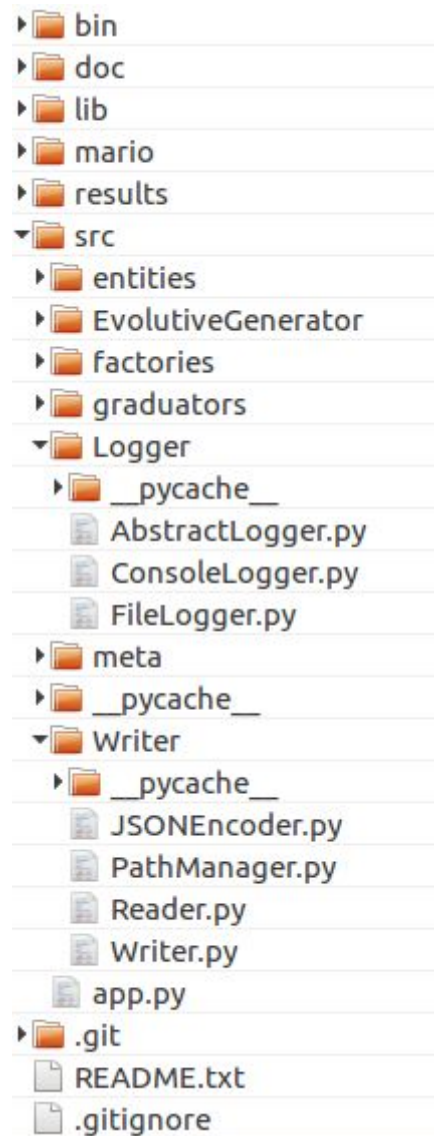 bin
doc
lib
mario
results
src
entities
EvolutiveGenerator
factories
graduators
Logger
__pycache__
AbstractLogger.py
ConsoleLogger.py
FileLogger.py
meta
__pycache__
Writer
__pycache__
JSONEncoder.py
PathManager.py
Reader.py
Writer.py
app.py
.git
README.txt
.gitignore